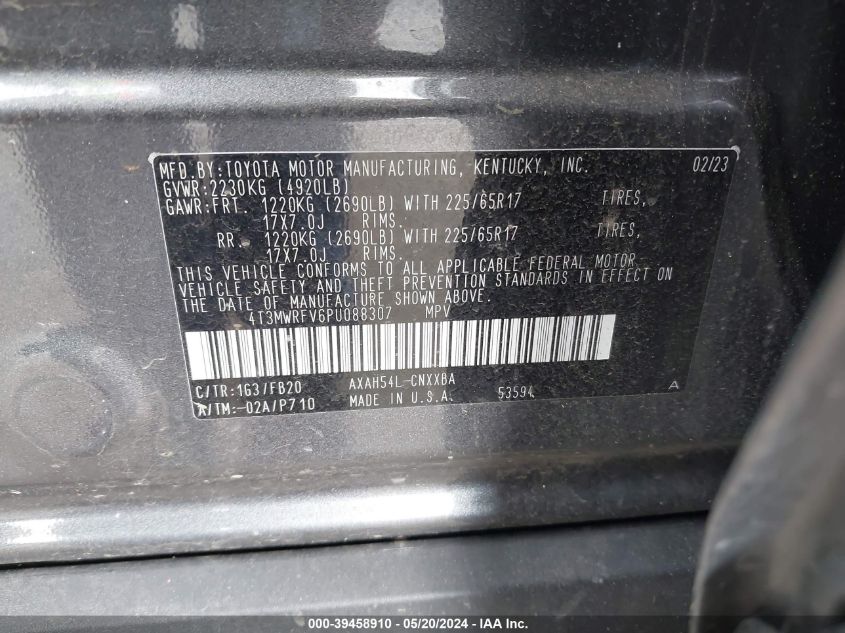 MFD.BY:TOYOTA MOTOR MANUFACTURING, KENTUCKY, INC. 02/23
GVWR:2230KG (4920LB)
GAWR:FRT. 1220KG (2690LB) WITH 225/65R17 TIRES,
17X7.0J RIMS.
RR. 1220KG (2690LB) WITH 225/65R17 TIRES,
17X7.0J RIMS.
THIS VEHICLE CONFORMS TO ALL APPLICABLE FEDERAL MOTOR
VEHICLE SAFETY AND THEFT PREVENTION STANDARDS IN EFFECT ON
THE DATE OF MANUFACTURE SHOWN ABOVE.
4T3MWRFV6PU088307 MPV
C/TR:1G3/FB20 AXAH54L-CNXXBA 53594 A
A/TM:-02A/P710 MADE IN U.S.A.
000-39458910 - 05/20/2024 - IAA Inc.